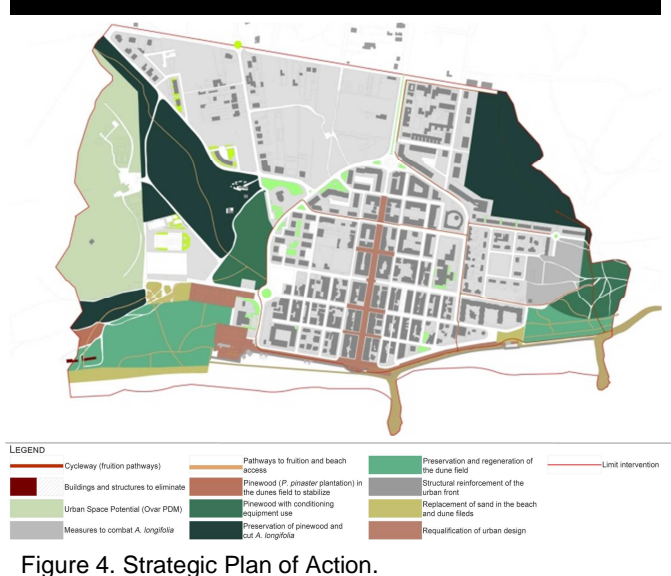 LEGEND
Cycleway (fruition pathways)
Buildings and structures to eliminate
Urban Space Potential (Ovar PDM)
Measures to combat A. longifolia
Pathways to fruition and beach
access
Pinewood (P. pinaster plantation) in
the dunes field to stabilize
Pinewood with conditioning
equipment use
Preservation of pinewood and
cut A. longifolia
Preservation and regeneration of
the dune field
Structural reinforcement of the
urban front
Replacement of sand in the beach
and dune fileds
Requalification of urban design
Limit intervention
Figure 4. Strategic Plan of Action.